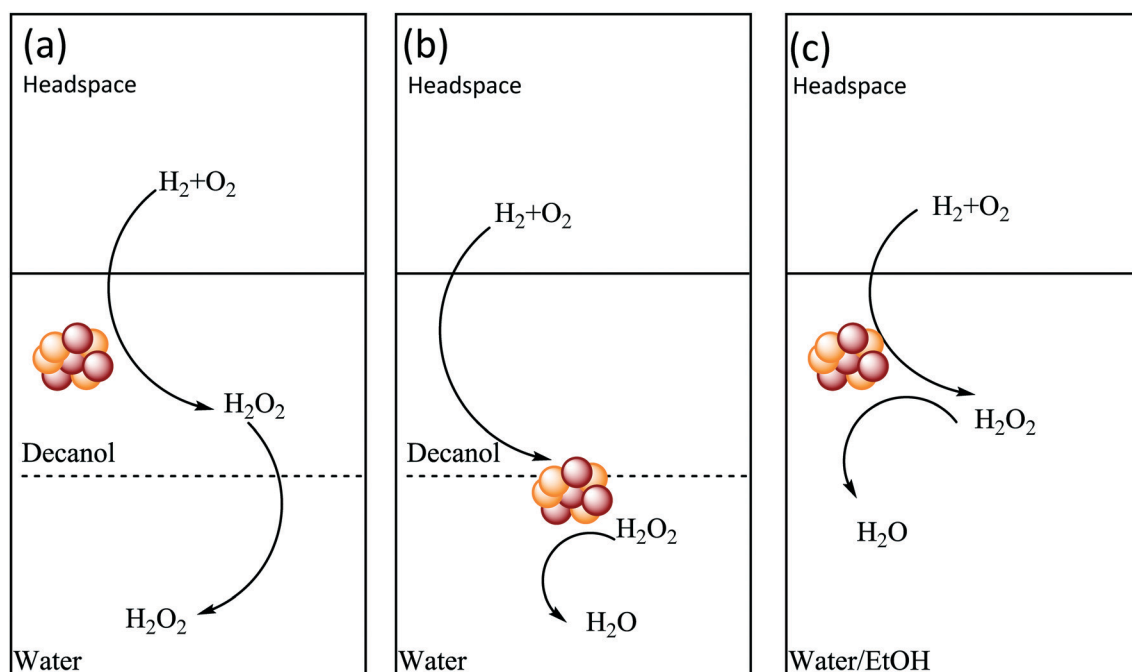 (a)
Headspace
H₂+O₂
H₂O₂
Decanol
H₂O₂
Water
(b)
Headspace
H₂+O₂
Decanol
H₂O₂
H₂O
Water
(c)
Headspace
H₂+O₂
H₂O₂
H₂O
Water/EtOH